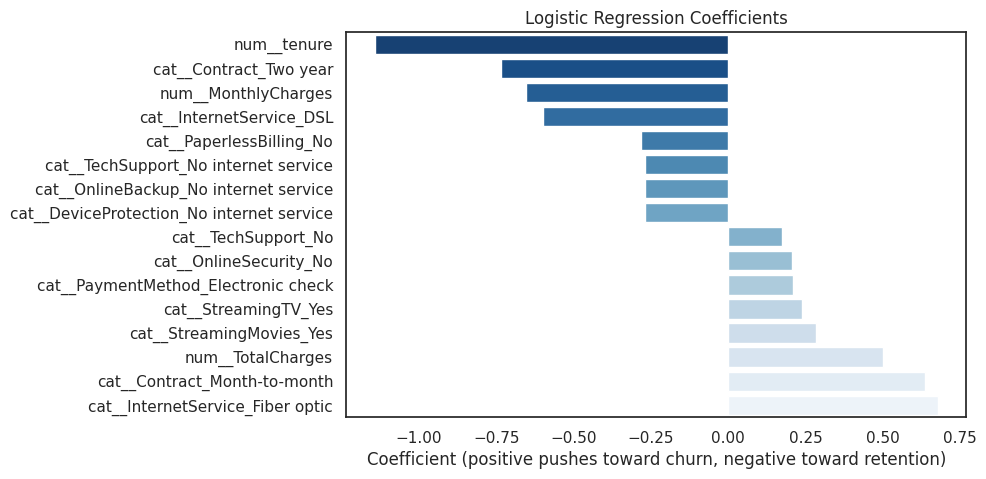 Logistic Regression Coefficients
num__tenure
cat__Contract_Two year
num__MonthlyCharges
cat__InternetService_DSL
cat__PaperlessBilling_No
cat__TechSupport_No internet service
cat__OnlineBackup_No internet service
cat__DeviceProtection_No internet service
cat__TechSupport_No
cat__OnlineSecurity_No
cat__PaymentMethod_Electronic check
cat__StreamingTV_Yes
cat__StreamingMovies_Yes
num__TotalCharges
cat__Contract_Month-to-month
cat__InternetService_Fiber optic
−1.00 −0.75 −0.50 −0.25 0.00 0.25 0.50 0.75
Coefficient (positive pushes toward churn, negative toward retention)